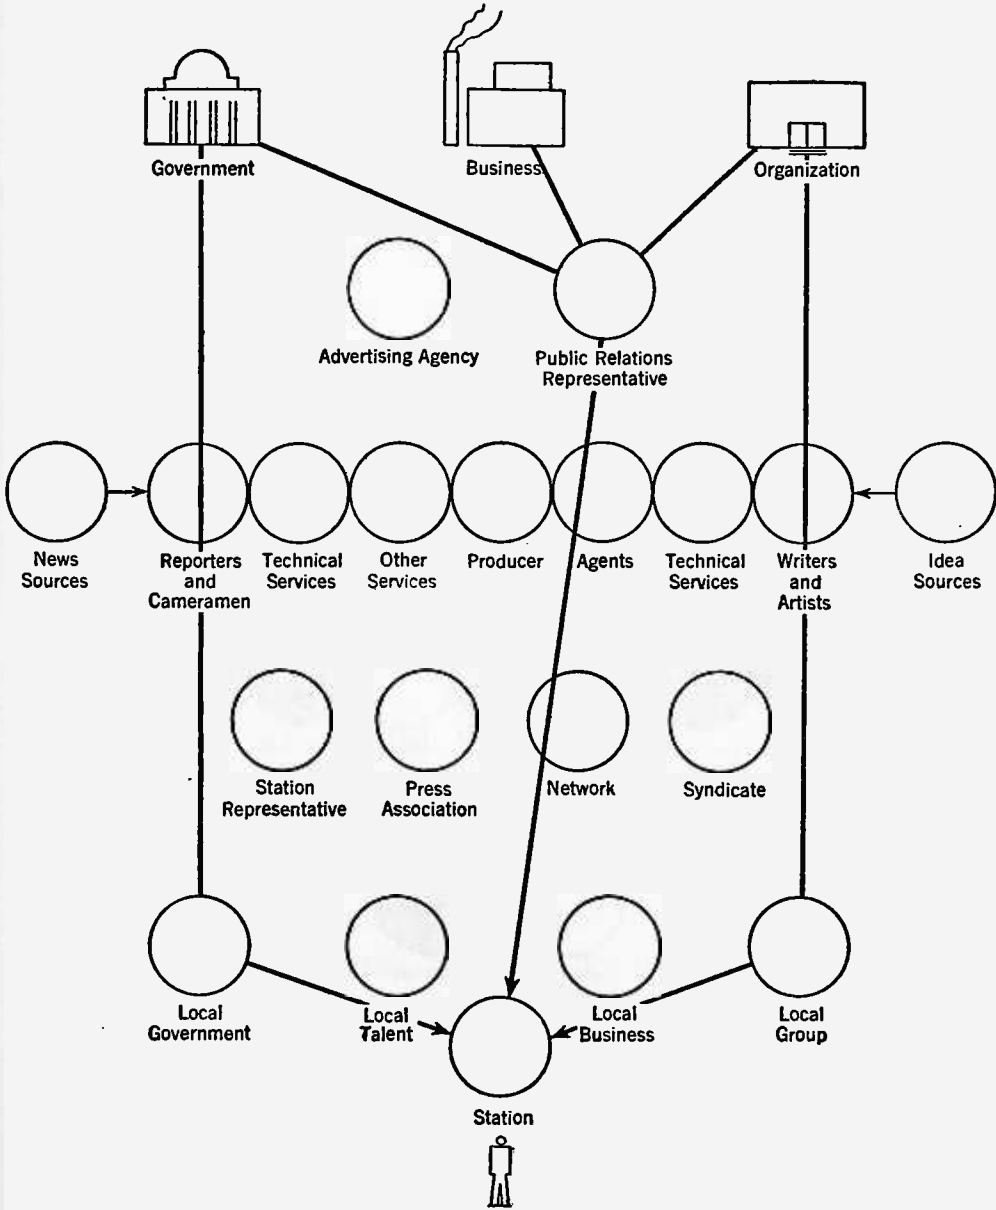 Government
Business
Organization
Advertising Agency
Public Relations
Representative
News
Sources
Reporters
and
Cameramen
Technical
Services
Other
Services
Producer
Agents
Technical
Services
Writers
and
Artists
Idea
Sources
Station
Representative
Press
Association
Network
Syndicate
Local
Government
Local
Talent
Local
Business
Local
Group
Station